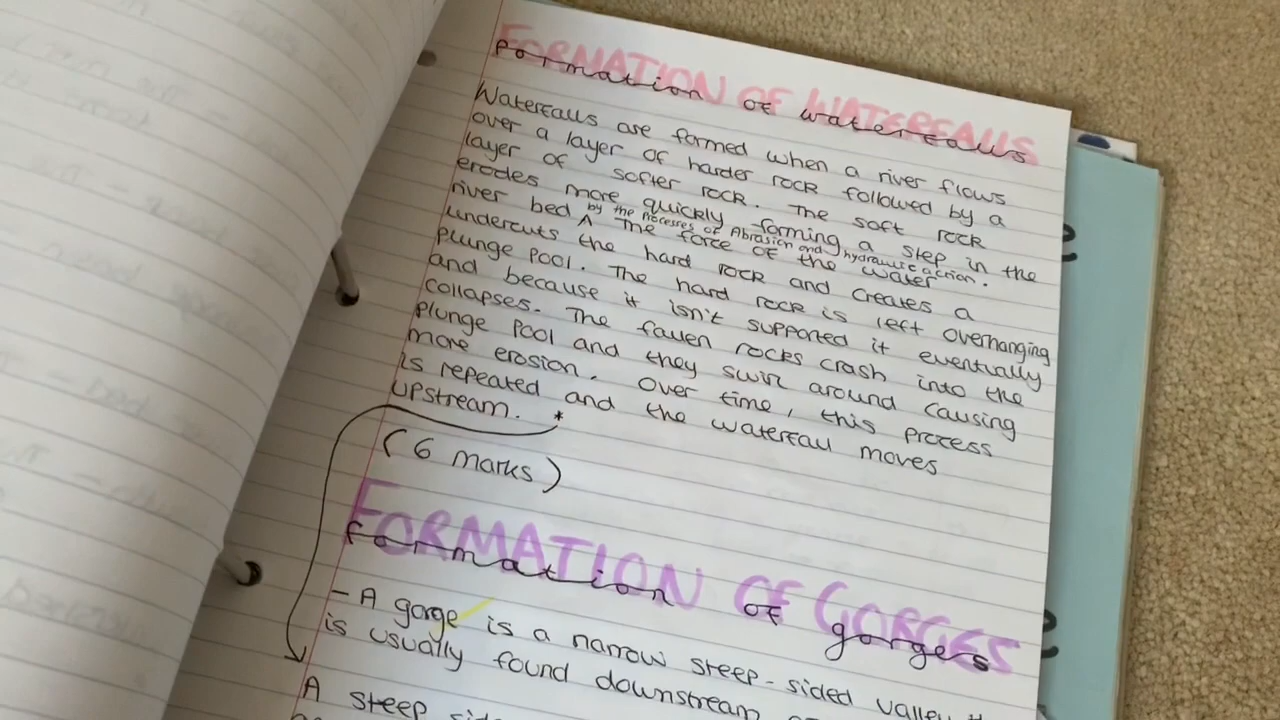 FORMATION OF WATERFALLS
Formation of waterfalls
Waterfalls are formed when a river flows
over a layer of harder rock followed by a
layer of softer rock. The soft rock
erodes more quickly forming a step in the
by the processes of Abrasion and hydraulic action.
river bed ^ The force of the water
undercuts the hard rock and creates a
plunge pool. The hard rock is left overhanging
and because it isn't supported it eventually
collapses. The fallen rocks crash into the
plunge pool and they swirl around causing
more erosion. Over time, this process
is repeated and the waterfall moves
upstream. *
(6 marks)
FORMATION OF GORGES
formation of gorges
- A gorge is a narrow steep-sided valley
is usually found downstream
A steep